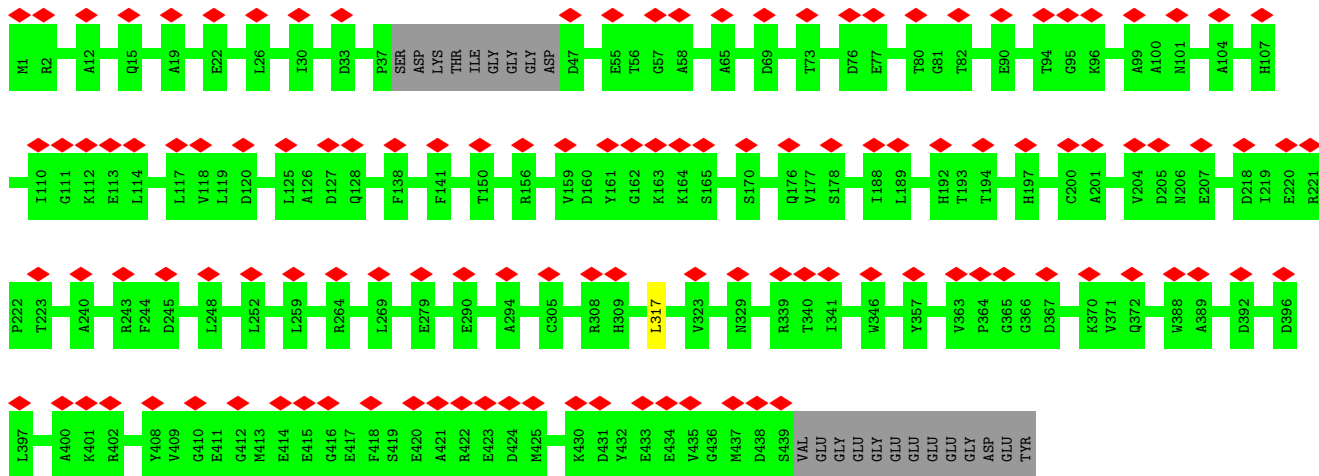 M1 R2 A12 Q15 A19 E22 L26 I30 D33 P37 SER ASP LYS THR ILE GLY GLY GLY ASP D47 E55 T56 G57 A58 A65 D69 T73 D76 E77 T80 G81 T82 E90 T94 G95 K96 A99 A100 N101 A104 H107
I110 G111 K112 E113 L114 L117 V118 L119 D120 L125 A126 D127 Q128 F138 F141 T150 R156 V159 D160 Y161 G162 K163 K164 S165 S170 Q176 V177 S178 I188 L189 H192 T193 T194 H197 C200 A201 V204 D205 N206 E207 D218 I219 E220 R221
P222 T223 A240 R243 F244 D245 L248 L252 L259 R264 L269 E279 E290 A294 C305 R308 H309 L317 V323 N329 R339 T340 I341 W346 Y357 V363 P364 G365 G366 D367 K370 V371 Q372 W388 A389 D392 D396
L397 A400 K401 R402 Y408 V409 G410 E411 G412 M413 E414 E415 G416 E417 F418 S419 E420 A421 R422 E423 D424 M425 K430 D431 Y432 E433 E434 V435 G436 M437 D438 S439 VAL GLU GLY GLU GLY GLU GLU GLU GLU GLY ASP GLU TYR